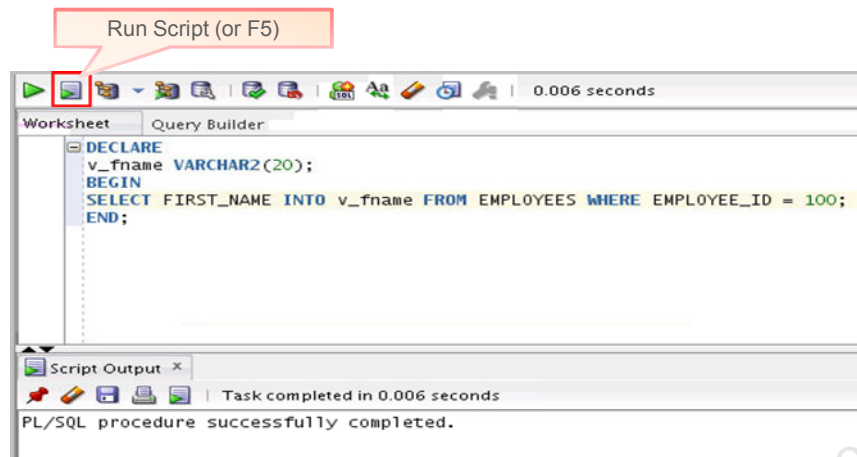 Run Script (or F5)
0.006 seconds
Worksheet Query Builder
DECLARE
v_fname VARCHAR2(20);
BEGIN
SELECT FIRST_NAME INTO v_fname FROM EMPLOYEES WHERE EMPLOYEE_ID = 100;
END;
Script Output ×
Task completed in 0.006 seconds
PL/SQL procedure successfully completed.